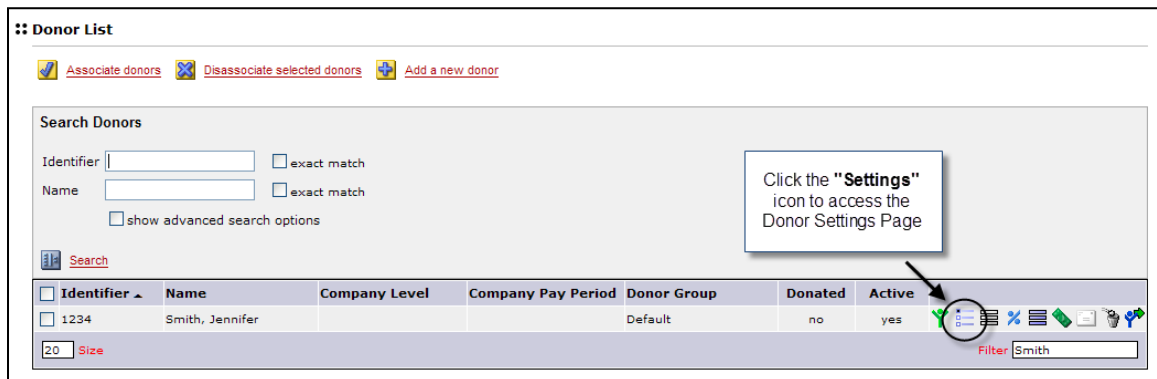 Donor List
Associate donors Disassociate selected donors Add a new donor
Search Donors
Identifier exact match
Name exact match
show advanced search options
Click the "Settings"
icon to access the
Donor Settings Page
Search
Identifier Name Company Level Company Pay Period Donor Group Donated Active
1234 Smith, Jennifer Default no yes
20 Size Filter Smith